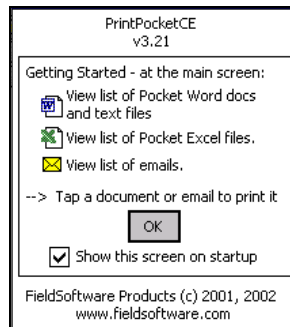 PrintPocketCE
v3.21
Getting Started - at the main screen:
View list of Pocket Word docs
and text files
View list of Pocket Excel files.
View list of emails.
--> Tap a document or email to print it
OK
Show this screen on startup
FieldSoftware Products (c) 2001, 2002
www.fieldsoftware.com